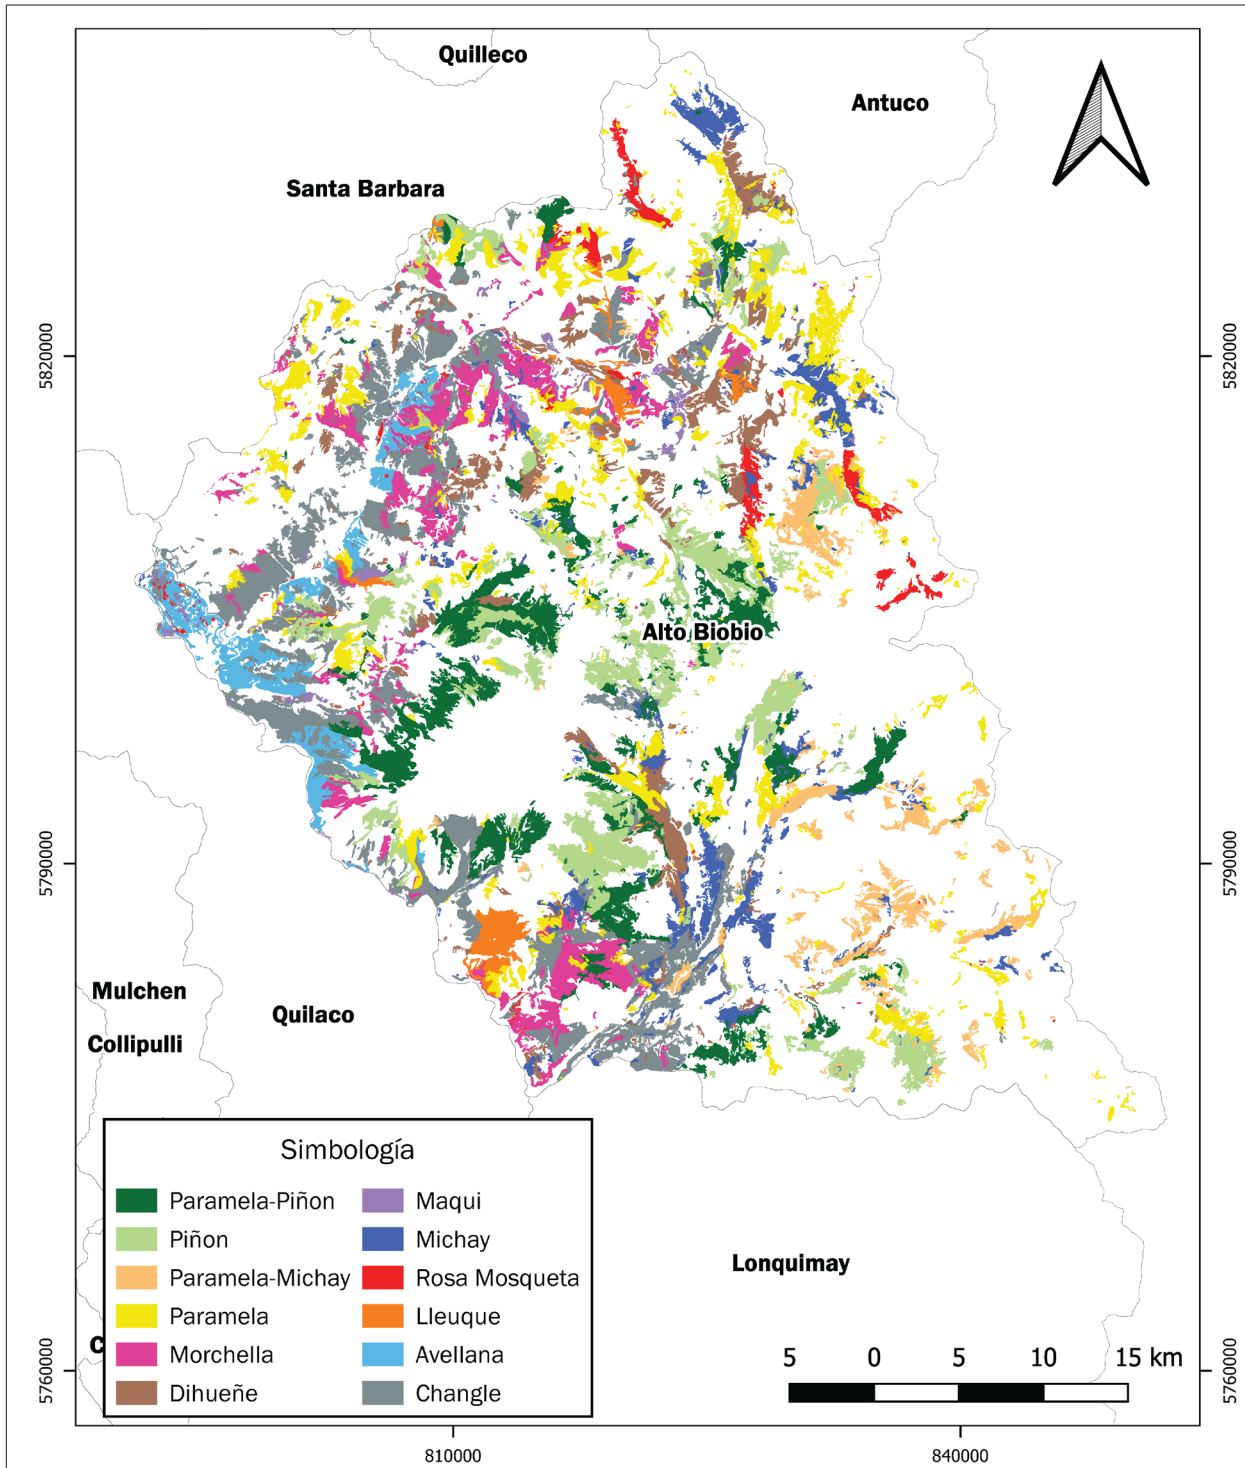 Quilleco
Antuco
Santa Barbara
5820000
5820000
Alto Biobio
5790000
5790000
Mulchen
Quilaco
Collipulli
Simbología
Paramela-Piñon
Maqui
Piñon
Michay
Paramela-Michay
Rosa Mosqueta
Paramela
Lleuque
Morchella
Avellana
Dihueñe
Changle
C
Lonquimay
5 0 5 10 15 km
5760000
5760000
810000
840000